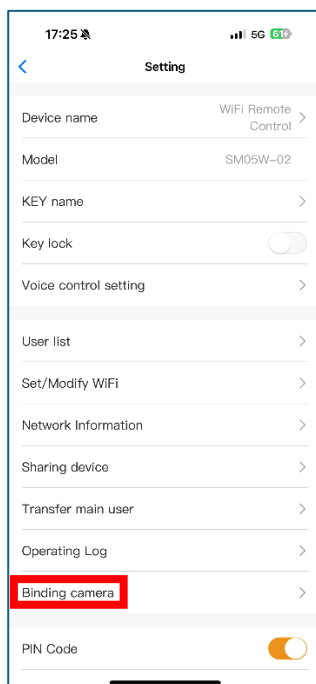 17:25
5G 61
Setting
Device name
WiFi Remote
Control
Model
SM05W-02
KEY name
Key lock
Voice control setting
User list
Set/Modify WiFi
Network Information
Sharing device
Transfer main user
Operating Log
Binding camera
PIN Code